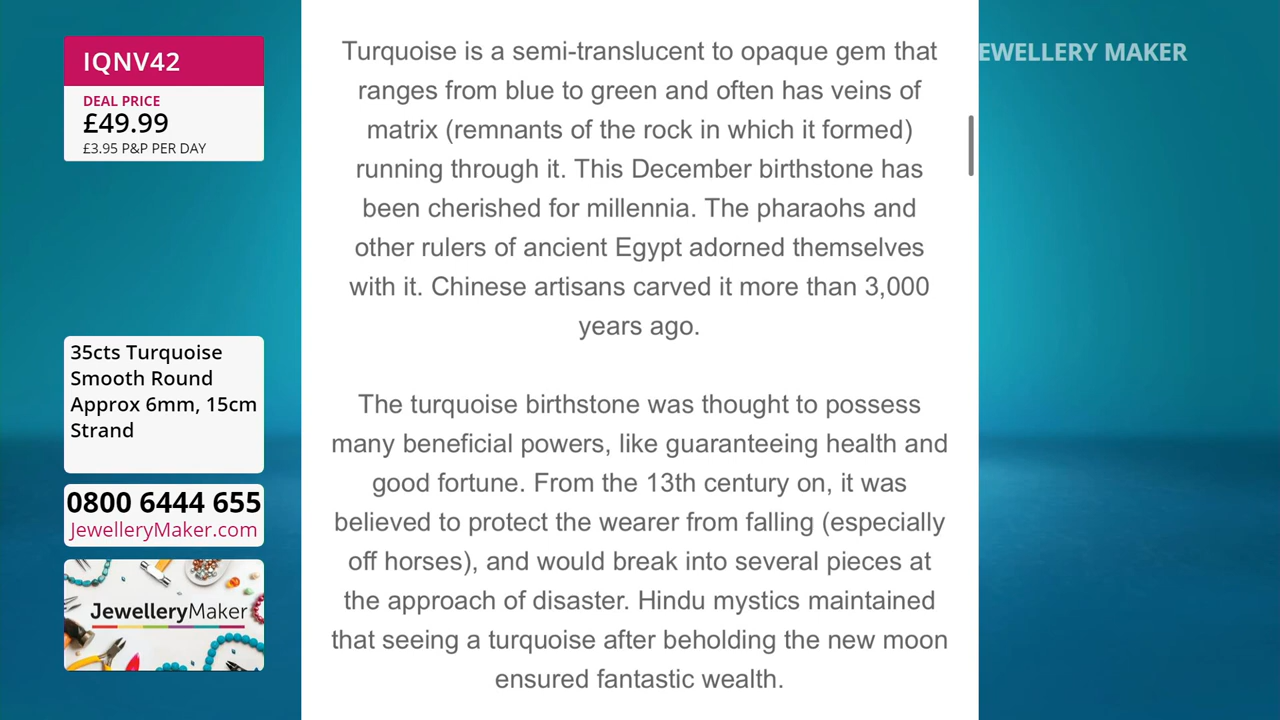 IQNV42
DEAL PRICE
£49.99
£3.95 P&P PER DAY
35cts Turquoise
Smooth Round
Approx 6mm, 15cm
Strand
0800 6444 655
JewelleryMaker.com
JewelleryMaker
Turquoise is a semi-translucent to opaque gem that
ranges from blue to green and often has veins of
matrix (remnants of the rock in which it formed)
running through it. This December birthstone has
been cherished for millennia. The pharaohs and
other rulers of ancient Egypt adorned themselves
with it. Chinese artisans carved it more than 3,000
years ago.
The turquoise birthstone was thought to possess
many beneficial powers, like guaranteeing health and
good fortune. From the 13th century on, it was
believed to protect the wearer from falling (especially
off horses), and would break into several pieces at
the approach of disaster. Hindu mystics maintained
that seeing a turquoise after beholding the new moon
ensured fantastic wealth.
EWELLERY MAKER